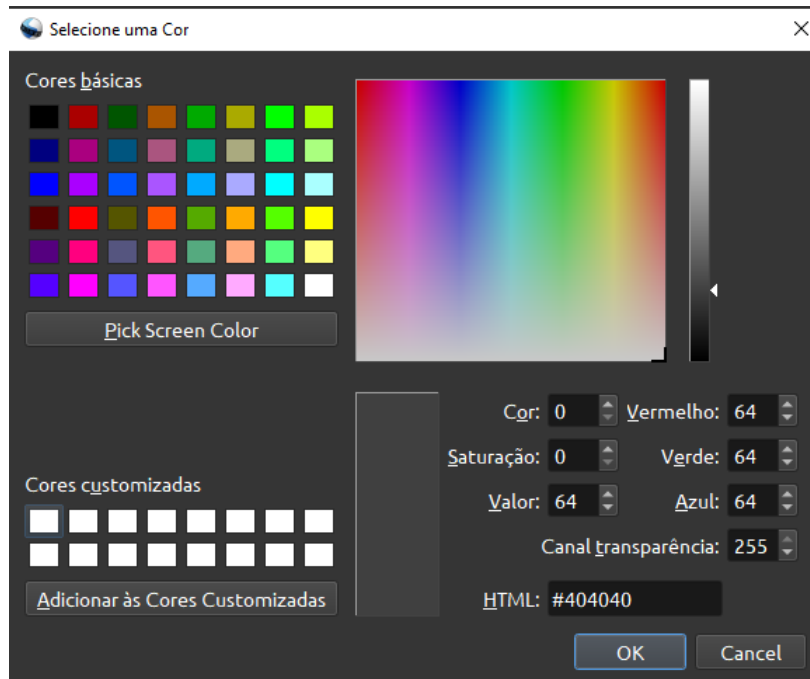 Selecione uma Cor
Cores básicas
Pick Screen Color
Cor: 0 Vermelho: 64
Saturação: 0 Verde: 64
Valor: 64 Azul: 64
Canal transparência: 255
HTML: #404040
Cores customizadas
Adicionar às Cores Customizadas
OK Cancel